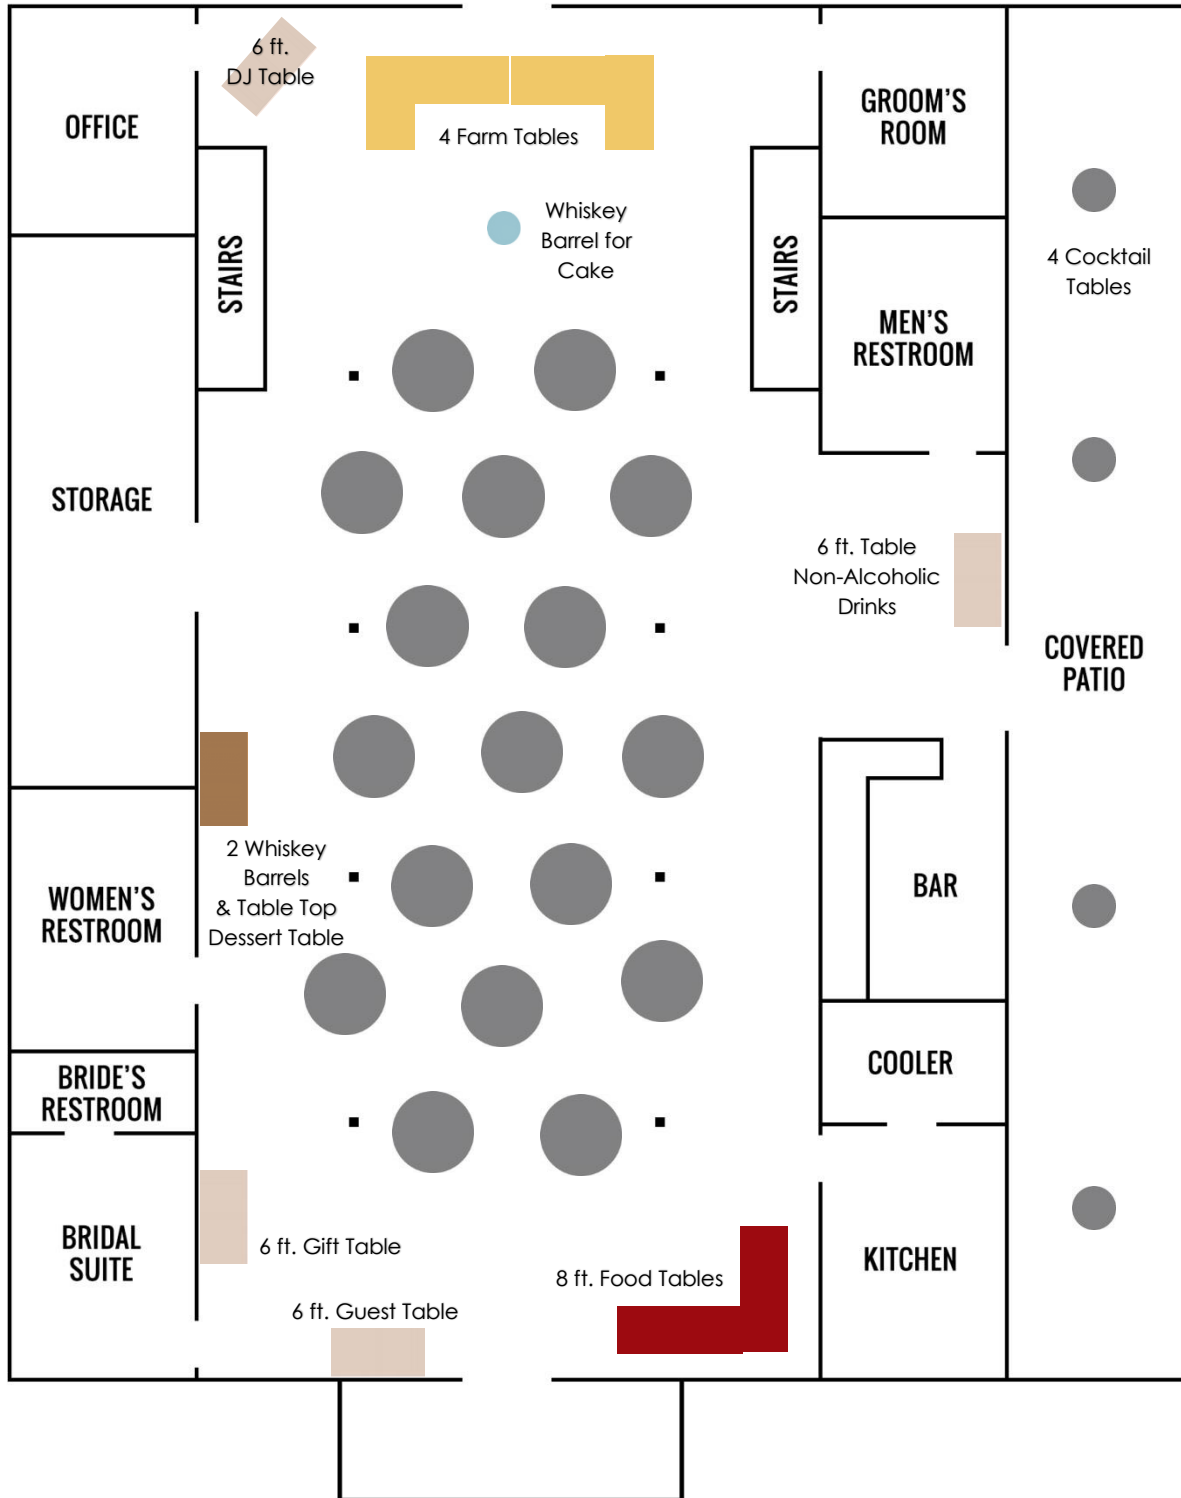 6 ft.
DJ Table
OFFICE
4 Farm Tables
GROOM'S
ROOM
STAIRS
Whiskey
Barrel for
Cake
STAIRS
4 Cocktail
Tables
MEN'S
RESTROOM
STORAGE
6 ft. Table
Non-Alcoholic
Drinks
COVERED
PATIO
2 Whiskey
Barrels
& Table Top
Dessert Table
WOMEN'S
RESTROOM
BAR
COOLER
BRIDE'S
RESTROOM
BRIDAL
SUITE
6 ft. Gift Table
8 ft. Food Tables
KITCHEN
6 ft. Guest Table